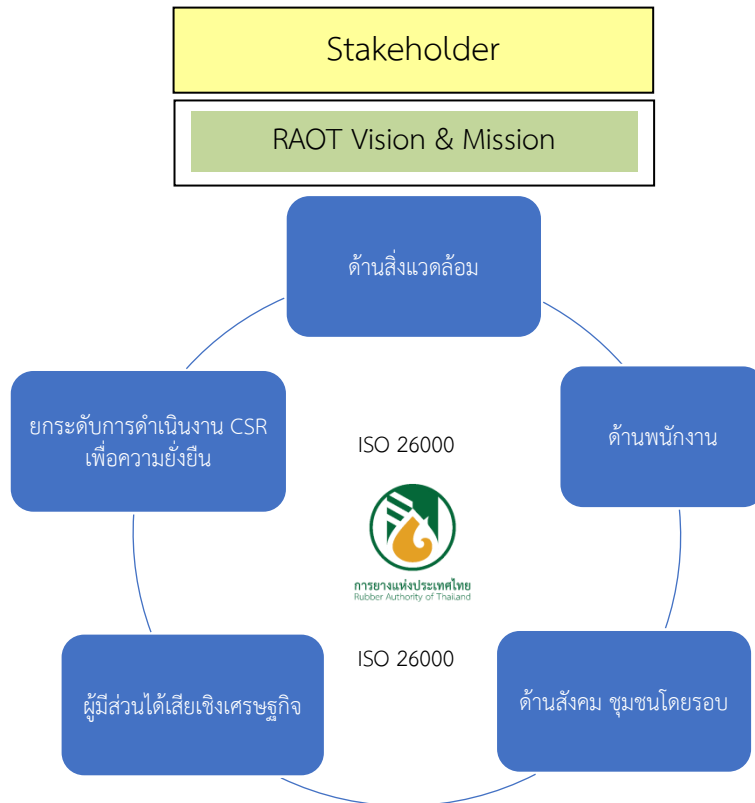 Stakeholder
RAOT Vision & Mission
ด้านสิ่งแวดล้อม
ยกระดับการดำเนินงาน CSR
เพื่อความยั่งยืน
ด้านพนักงาน
ISO 26000
การยางแห่งประเทศไทย
Rubber Authority of Thailand
ISO 26000
ผู้มีส่วนได้เสียเชิงเศรษฐกิจ
ด้านสังคม ชุมชนโดยรอบ